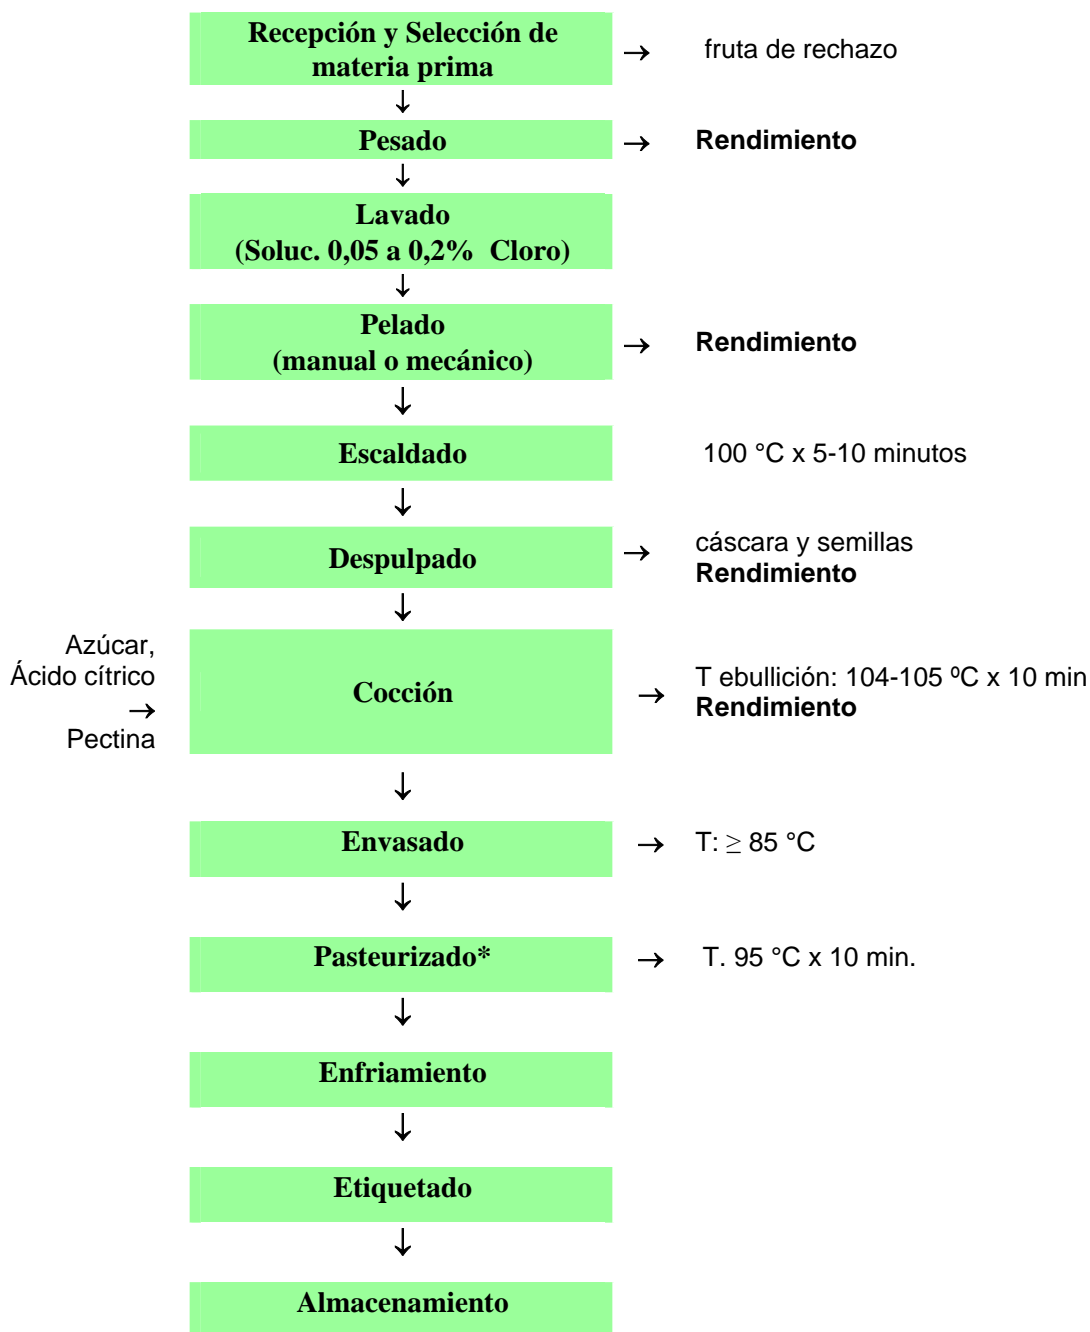 Recepción y Selección de
materia prima
→ fruta de rechazo
↓
Pesado
→ Rendimiento
↓
Lavado
(Soluc. 0,05 a 0,2% Cloro)
↓
Pelado
(manual o mecánico)
→ Rendimiento
↓
Escaldado
100 °C x 5-10 minutos
↓
Despulpado
→ cáscara y semillas
Rendimiento
↓
Azúcar,
Ácido cítrico
→
Pectina
Cocción
→ T ebullición: 104-105 ºC x 10 min
Rendimiento
↓
Envasado
→ T: ≥ 85 °C
↓
Pasteurizado*
→ T. 95 °C x 10 min.
↓
Enfriamiento
↓
Etiquetado
↓
Almacenamiento